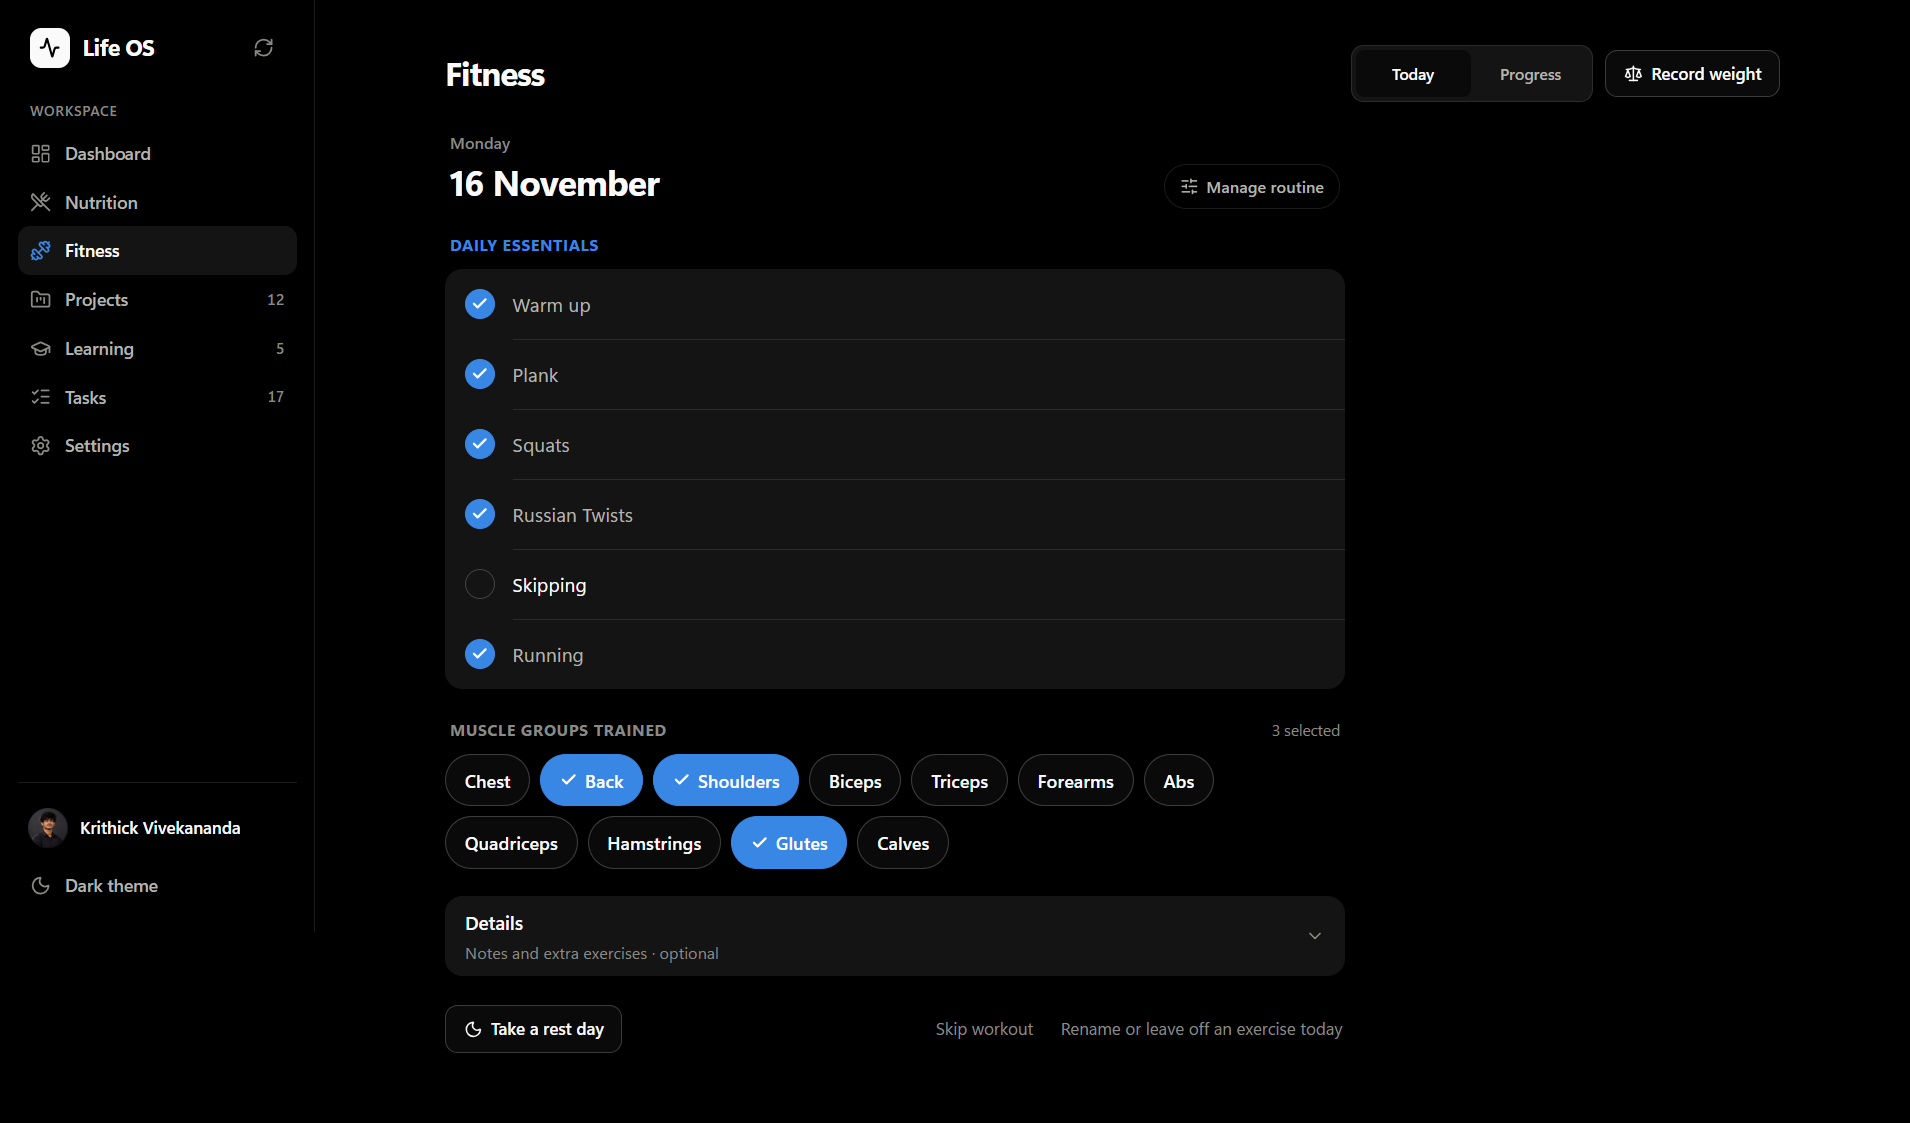 Life OS
WORKSPACE
Dashboard
Nutrition
Fitness
Projects 12
Learning 5
Tasks 17
Settings
Krithick Vivekananda
Dark theme
Fitness
Today
Progress
Record weight
Monday
16 November
Manage routine
DAILY ESSENTIALS
Warm up
Plank
Squats
Russian Twists
Skipping
Running
MUSCLE GROUPS TRAINED
3 selected
Chest Back Shoulders Biceps Triceps Forearms Abs
Quadriceps Hamstrings Glutes Calves
Details
Notes and extra exercises · optional
Take a rest day
Skip workout
Rename or leave off an exercise today